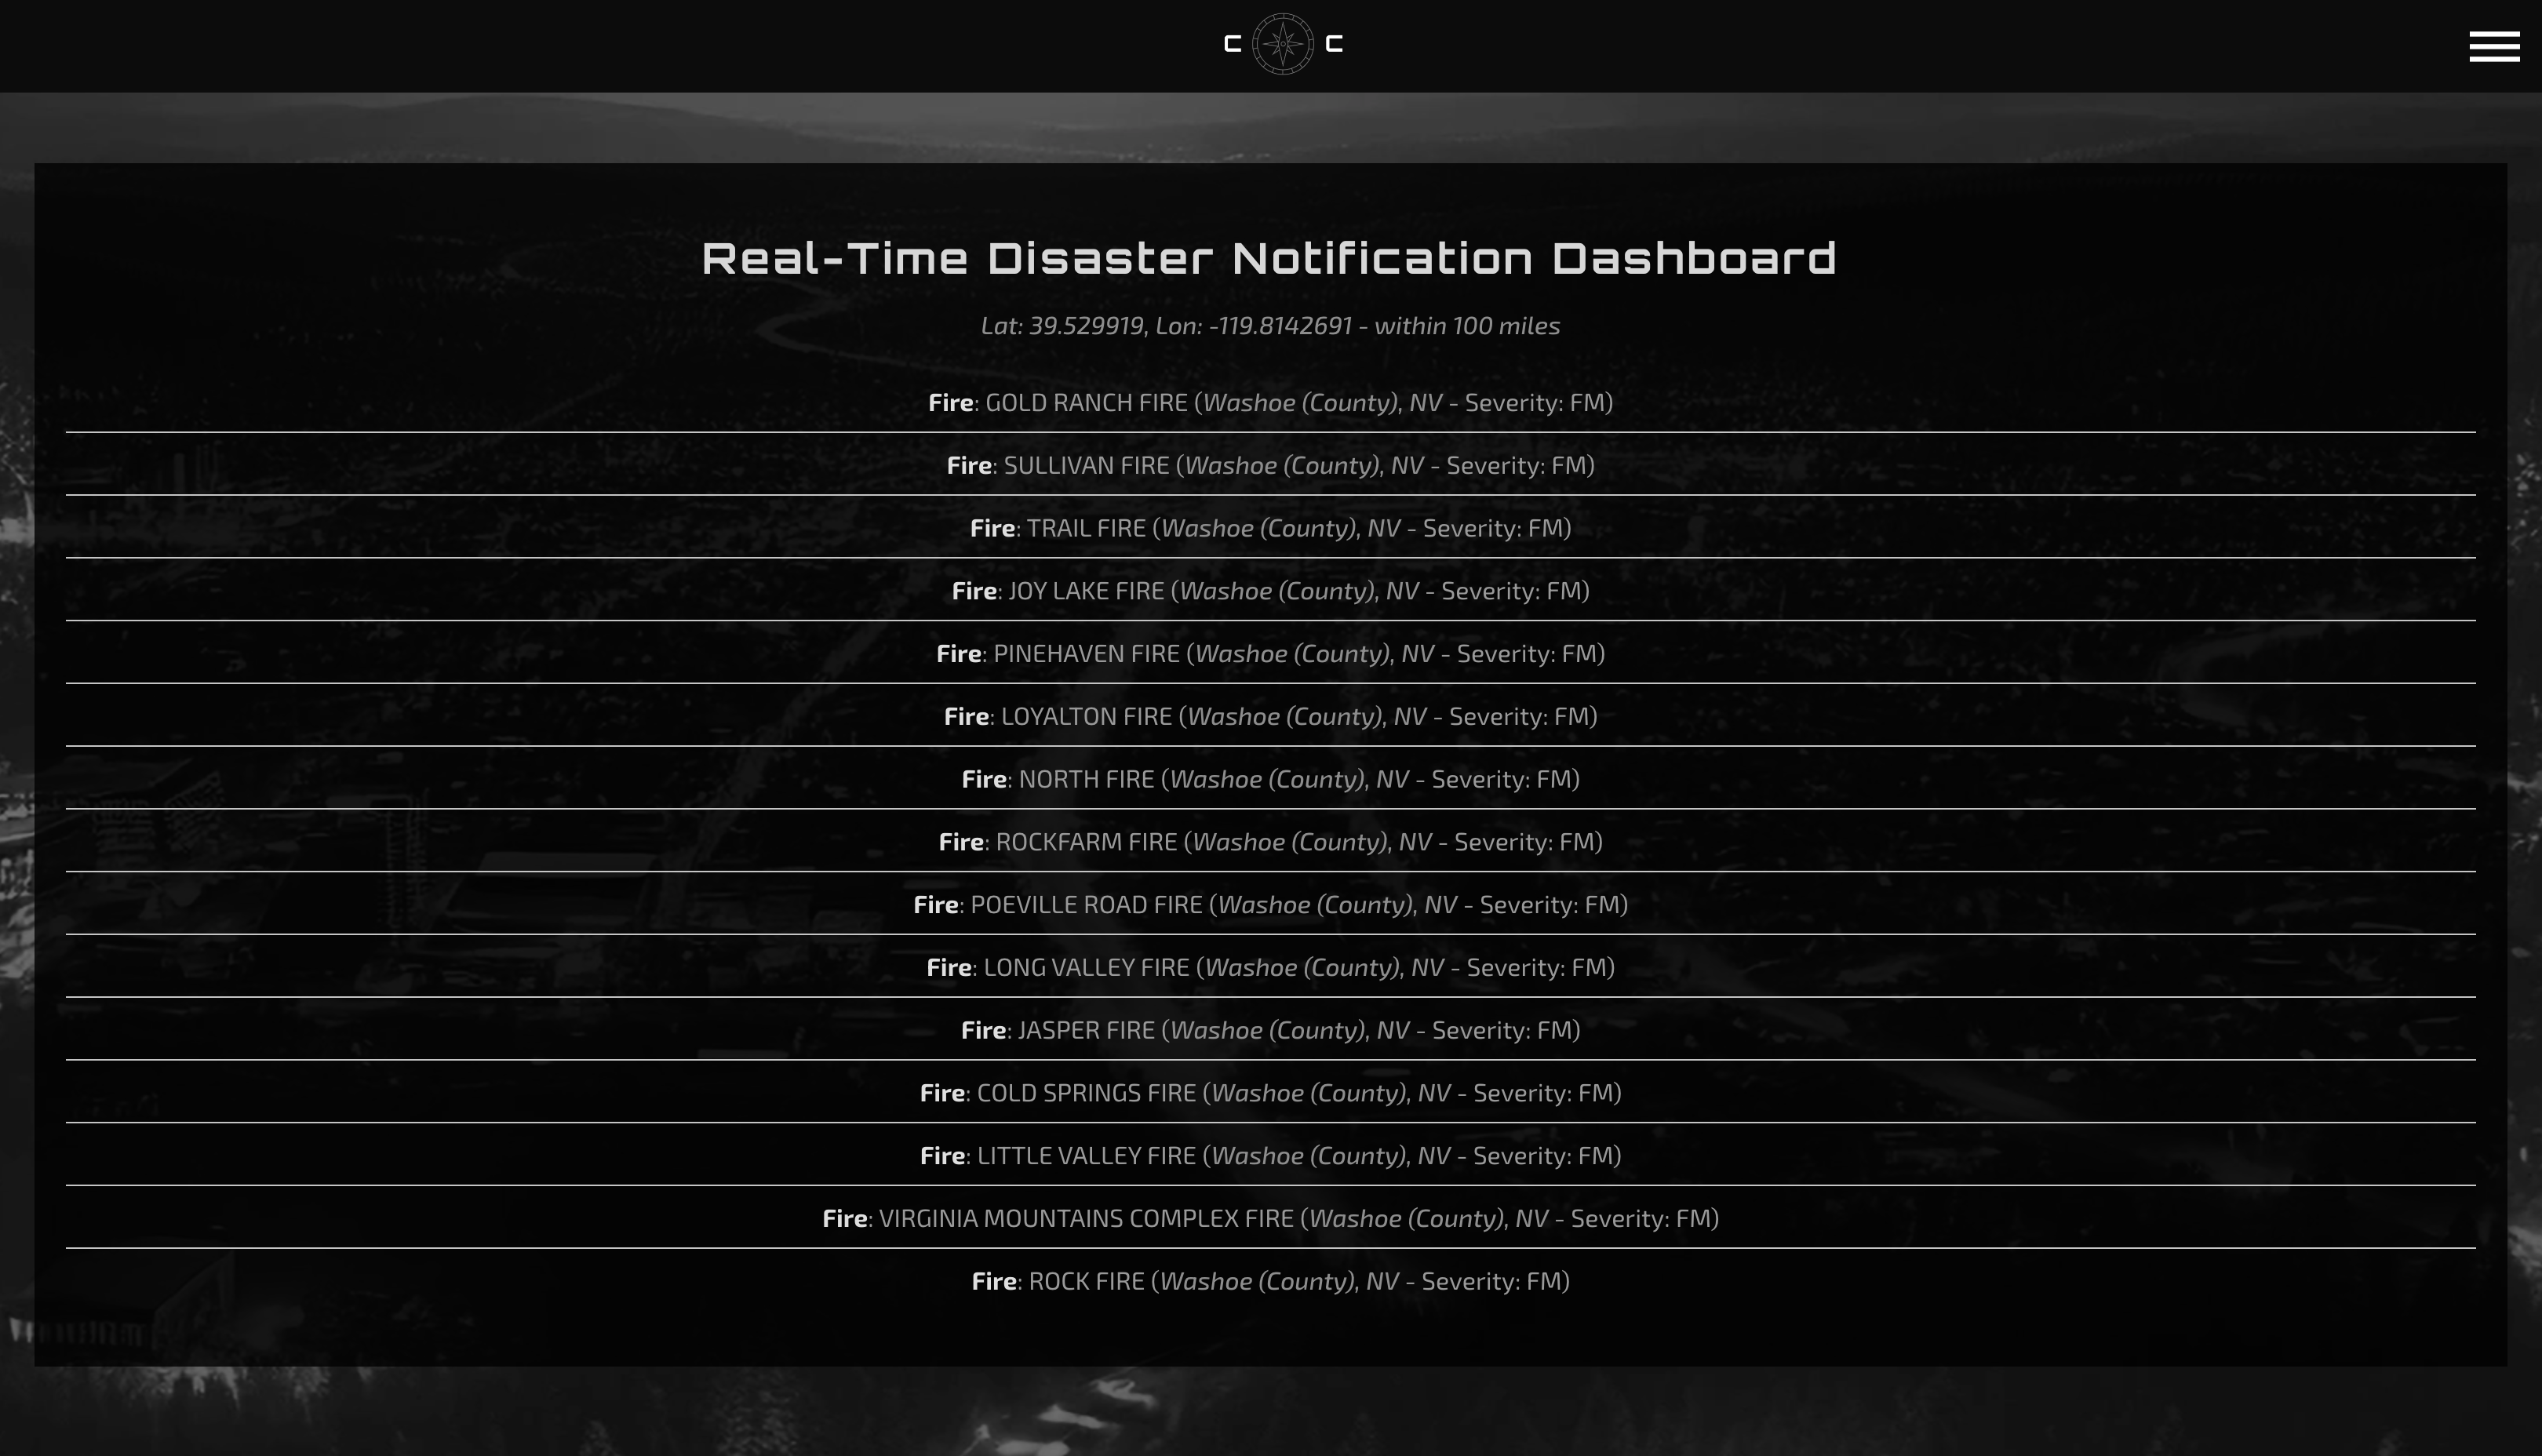 C C
Real-Time Disaster Notification Dashboard
Lat: 39.529919, Lon: -119.8142691 - within 100 miles
Fire: GOLD RANCH FIRE (Washoe (County), NV - Severity: FM)
Fire: SULLIVAN FIRE (Washoe (County), NV - Severity: FM)
Fire: TRAIL FIRE (Washoe (County), NV - Severity: FM)
Fire: JOY LAKE FIRE (Washoe (County), NV - Severity: FM)
Fire: PINEHAVEN FIRE (Washoe (County), NV - Severity: FM)
Fire: LOYALTON FIRE (Washoe (County), NV - Severity: FM)
Fire: NORTH FIRE (Washoe (County), NV - Severity: FM)
Fire: ROCKFARM FIRE (Washoe (County), NV - Severity: FM)
Fire: POEVILLE ROAD FIRE (Washoe (County), NV - Severity: FM)
Fire: LONG VALLEY FIRE (Washoe (County), NV - Severity: FM)
Fire: JASPER FIRE (Washoe (County), NV - Severity: FM)
Fire: COLD SPRINGS FIRE (Washoe (County), NV - Severity: FM)
Fire: LITTLE VALLEY FIRE (Washoe (County), NV - Severity: FM)
Fire: VIRGINIA MOUNTAINS COMPLEX FIRE (Washoe (County), NV - Severity: FM)
Fire: ROCK FIRE (Washoe (County), NV - Severity: FM)